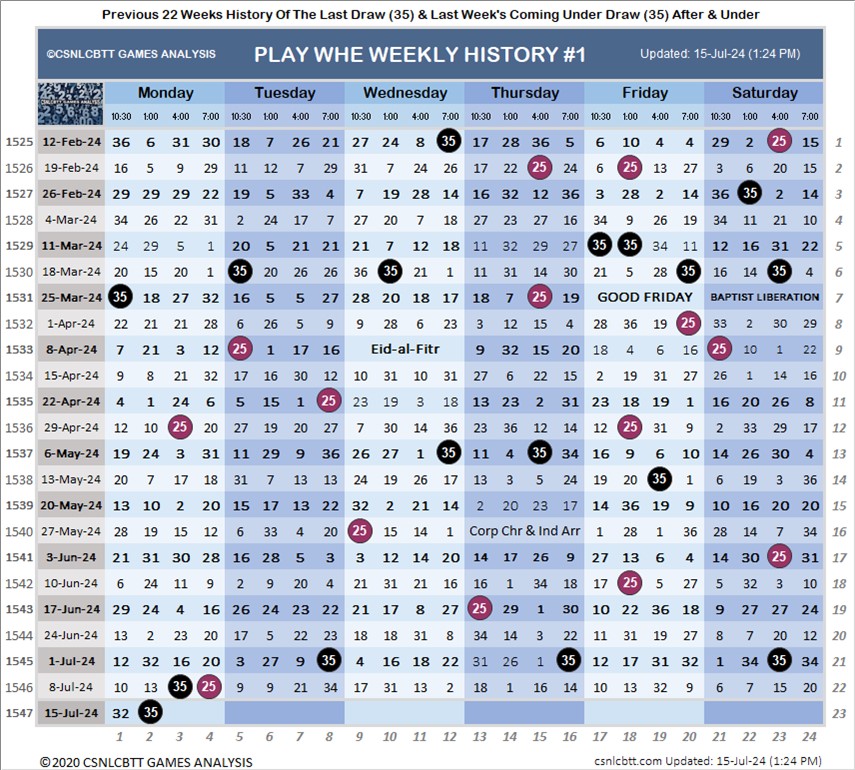 Previous 22 Weeks History Of The Last Draw (35) & Last Week's Coming Under Draw (35) After & Under
©CSNLCBTT GAMES ANALYSIS PLAY WHE WEEKLY HISTORY #1 Updated: 15-Jul-24 (1:24 PM)
Monday Tuesday Wednesday Thursday Friday Saturday
10:30 1:00 4:00 7:00 10:30 1:00 4:00 7:00 10:30 1:00 4:00 7:00 10:30 1:00 4:00 7:00 10:30 1:00 4:00 7:00 10:30 1:00 4:00 7:00
1525 12-Feb-24 36 6 31 30 18 7 26 21 27 24 8 35 17 28 36 5 6 10 4 4 29 2 25 15 1
1526 19-Feb-24 16 5 9 29 11 12 7 29 31 7 24 26 17 22 25 24 6 25 13 27 3 6 20 15 2
1527 26-Feb-24 29 29 29 22 19 5 33 4 7 19 28 14 16 32 12 36 3 28 2 14 36 35 2 14 3
1528 4-Mar-24 34 26 22 31 2 24 17 7 27 20 7 18 27 23 27 16 34 9 26 19 34 11 21 10 4
1529 11-Mar-24 24 29 5 1 20 5 21 21 21 7 12 18 11 32 29 27 35 35 34 11 12 16 31 22 5
1530 18-Mar-24 20 15 20 1 35 20 26 26 36 35 21 1 11 31 14 30 21 5 28 35 16 14 35 4 6
1531 25-Mar-24 35 18 27 32 16 5 5 27 28 20 18 17 18 7 25 19 GOOD FRIDAY BAPTIST LIBERATION 7
1532 1-Apr-24 22 21 21 28 6 26 5 9 9 28 8 23 3 12 15 4 28 36 19 25 33 2 30 29 8
1533 8-Apr-24 7 21 3 12 25 1 17 16 Eid-al-Fitr 9 32 15 20 18 4 6 16 25 10 1 22 9
1534 15-Apr-24 9 8 21 32 17 16 30 12 10 31 10 31 27 6 22 15 2 19 31 27 26 1 14 16 10
1535 22-Apr-24 4 1 24 6 5 15 1 25 23 19 3 18 13 23 2 31 23 18 19 1 16 20 26 8 11
1536 29-Apr-24 12 10 25 20 27 19 20 27 7 30 14 36 23 36 12 14 12 25 31 9 2 33 29 17 12
1537 6-May-24 19 24 3 31 11 29 9 36 26 27 1 35 11 4 35 34 16 9 6 10 14 26 30 4 13
1538 13-May-24 20 7 17 18 31 7 13 13 24 19 26 17 13 3 5 24 19 4 35 1 6 19 3 36 14
1539 20-May-24 13 10 2 20 15 17 13 22 32 2 21 14 2 20 23 17 14 36 19 9 10 16 20 20 15
1540 27-May-24 28 19 15 12 6 33 4 20 25 15 14 1 Corp Chr & Ind Arr 1 28 1 36 28 14 7 34 16
1541 3-Jun-24 21 31 30 28 16 28 5 3 3 12 14 20 14 17 26 9 27 13 6 4 14 30 25 31 17
1542 10-Jun-24 6 24 11 9 2 9 20 4 21 31 21 16 16 1 34 18 17 25 5 22 5 32 3 10 18
1543 17-Jun-24 29 24 4 16 26 24 23 22 21 17 8 27 25 29 1 30 10 22 36 18 9 27 27 24 19
1544 24-Jun-24 13 2 23 20 17 5 22 23 18 18 31 8 34 14 3 22 11 31 19 27 8 7 20 12 20
1545 1-Jul-24 12 32 16 20 3 27 9 35 4 16 18 22 31 26 1 35 12 17 31 32 1 34 35 34 21
1546 8-Jul-24 10 13 35 25 9 9 21 34 17 31 13 2 18 1 16 14 10 13 32 9 6 7 15 20 22
1547 15-Jul-24 32 35 23
1 2 3 4 5 6 7 8 9 10 11 12 13 14 15 16 17 18 19 20 21 22 23 24
©2020 CSNLCBTT GAMES ANALYSIS csnlcbtt.com Updated: 15-Jul-24 (1:24 PM)